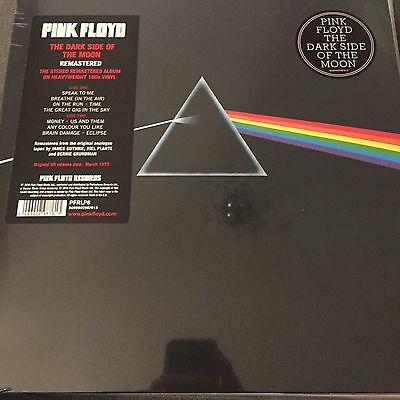 PINK FLOYD
THE DARK SIDE OF
THE MOON
REMASTERED
THE STEREO REMASTERED ALBUM
ON HEAVYWEIGHT 180g VINYL
SIDE ONE
SPEAK TO ME
BREATHE (IN THE AIR)
ON THE RUN · TIME
THE GREAT GIG IN THE SKY
SIDE TWO
MONEY · US AND THEM
ANY COLOUR YOU LIKE
BRAIN DAMAGE · ECLIPSE
Remastered from the original analogue
tapes by JAMES GUTHRIE, JOEL PLANTE
and BERNIE GRUNDMAN
Original UK release date: March 1973
PINK FLOYD RECORDS
PFRLP8
www.pinkfloyd.com
PINK
FLOYD THE
DARK SIDE
OF THE
MOON